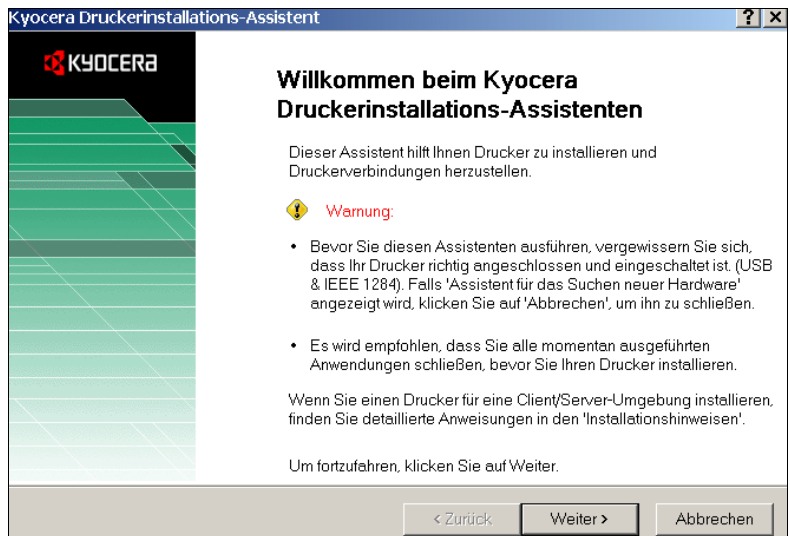 Kyocera Druckerinstallations-Assistent
? ×
KYOCERA
Willkommen beim Kyocera
Druckerinstallations-Assistenten
Dieser Assistent hilft Ihnen Drucker zu installieren und
Druckerverbindungen herzustellen.
Warnung:
• Bevor Sie diesen Assistenten ausführen, vergewissern Sie sich,
dass Ihr Drucker richtig angeschlossen und eingeschaltet ist. (USB
& IEEE 1284). Falls 'Assistent für das Suchen neuer Hardware'
angezeigt wird, klicken Sie auf 'Abbrechen', um ihn zu schließen.
• Es wird empfohlen, dass Sie alle momentan ausgeführten
Anwendungen schließen, bevor Sie Ihren Drucker installieren.
Wenn Sie einen Drucker für eine Client/Server-Umgebung installieren,
finden Sie detaillierte Anweisungen in den 'Installationshinweisen'.
Um fortzufahren, klicken Sie auf Weiter.
< Zurück Weiter > Abbrechen